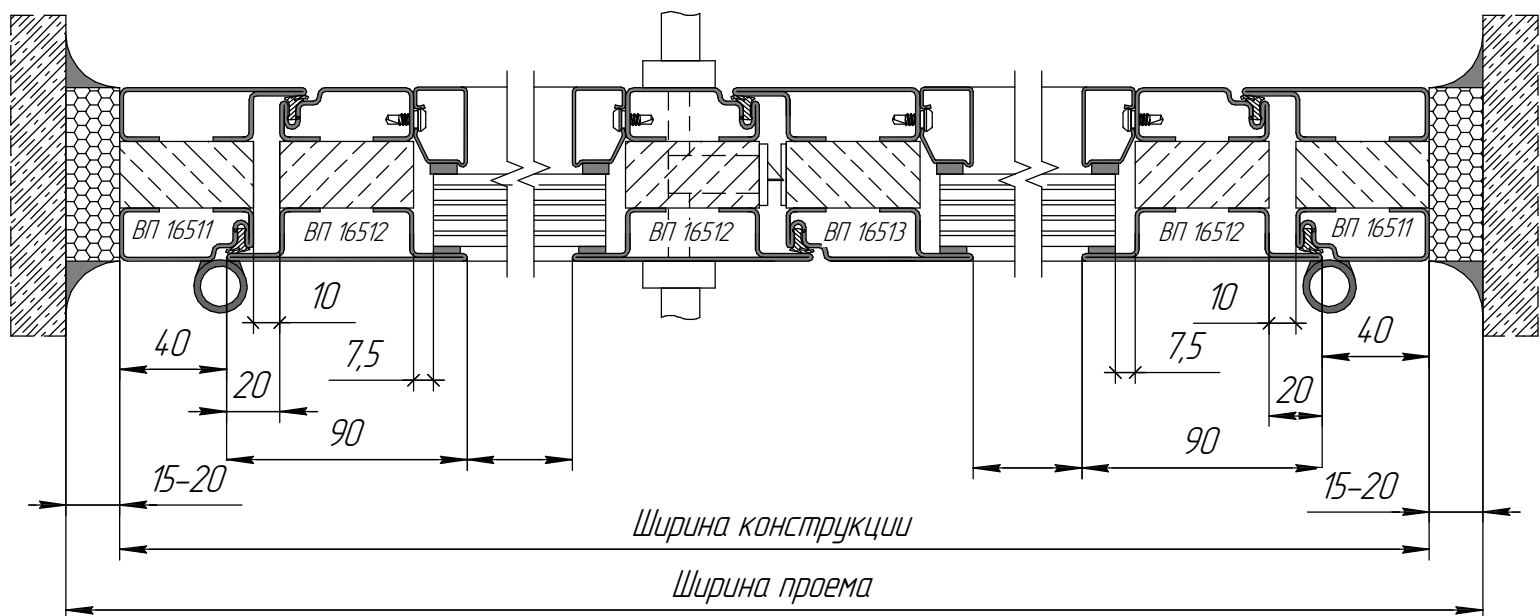 ВП 16511
ВП 16512
ВП 16512
ВП 16513
ВП 16512
ВП 16511
10
10
40
7,5
7,5
40
20
20
90
90
15-20
15-20
Ширина конструкции
Ширина проема